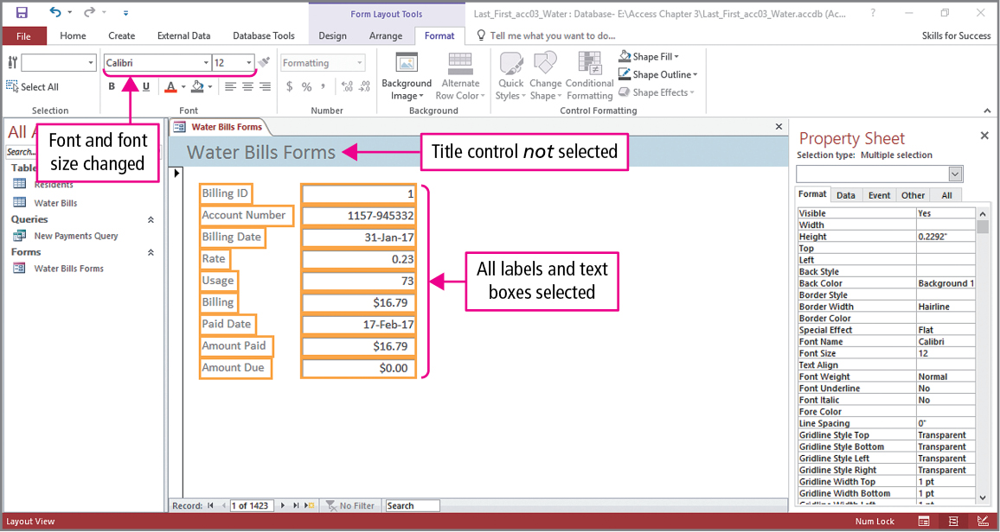 Form Layout Tools
Last_First_acc03_Water : Database- E:\Access Chapter 3\Last_First_acc03_Water.accdb (Ac...
?
File Home Create External Data Database Tools Design Arrange Format Tell me what you want to do... Skills for Success
Calibri 12 Formatting
Select All
B U A $ % , .00 .00
Background Image Alternate Row Color Quick Styles Change Shape Conditional Formatting
Shape Fill
Shape Outline
Shape Effects
Selection Font Number Background Control Formatting
All A
Search...
Table
Residents
Water Bills
Queries
New Payments Query
Forms
Water Bills Forms
Font and font
size changed
Water Bills Forms
Water Bills Forms
Title control not selected
Billing ID 1
Account Number 1157-945332
Billing Date 31-Jan-17
Rate 0.23
Usage 73
Billing $16.79
Paid Date 17-Feb-17
Amount Paid $16.79
Amount Due $0.00
All labels and text
boxes selected
Property Sheet
Selection type: Multiple selection
Format Data Event Other All
Visible Yes
Width
Height 0.2292"
Top
Left
Back Style
Back Color Background 1
Border Style
Border Width Hairline
Border Color
Special Effect Flat
Font Name Calibri
Font Size 12
Text Align
Font Weight Normal
Font Underline No
Font Italic No
Fore Color
Line Spacing 0"
Gridline Style Top Transparent
Gridline Style Bottom Transparent
Gridline Style Left Transparent
Gridline Style Right Transparent
Gridline Width Top 1 pt
Gridline Width Bottom 1 pt
Gridline Width Left 1 pt
Record: 1 of 1423 No Filter Search
Layout View Num Lock